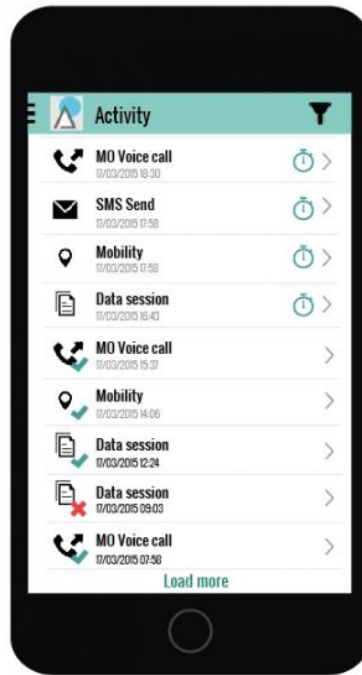 Activity
MO Voice call
17/03/2015 18:30
SMS Send
17/03/2015 17:58
Mobility
17/03/2015 17:58
Data session
17/03/2015 16:43
MO Voice call
17/03/2015 15:37
Mobility
17/03/2015 14:06
Data session
17/03/2015 12:24
Data session
17/03/2015 09:03
MO Voice call
17/03/2015 07:58
Load more